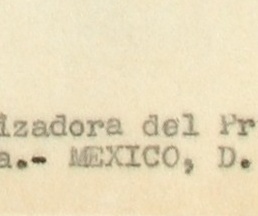 izadora del Pr
a.- MEXICO, D.